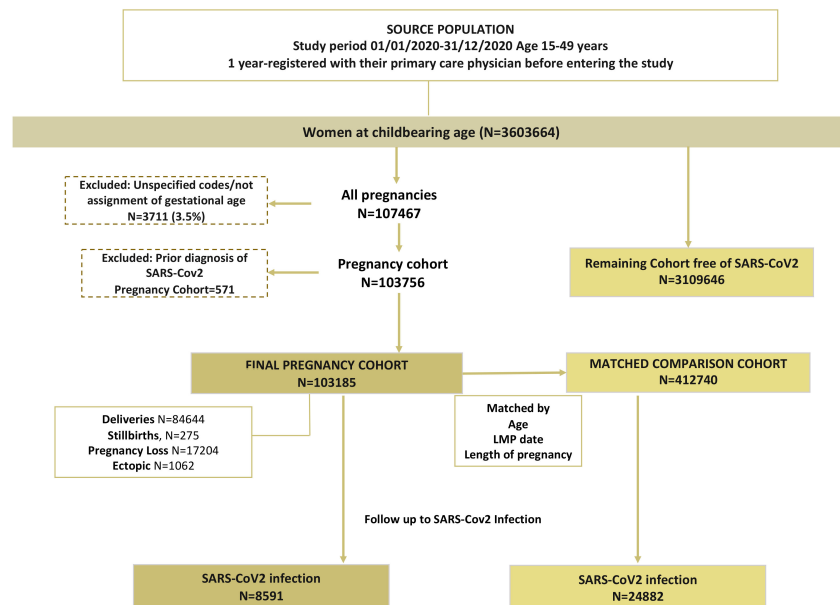 SOURCE POPULATION
Study period 01/01/2020-31/12/2020 Age 15-49 years
1 year-registered with their primary care physician before entering the study
Women at childbearing age (N=3603664)
Excluded: Unspecified codes/not
assignment of gestational age
N=3711 (3.5%)
All pregnancies
N=107467
Excluded: Prior diagnosis of
SARS-Cov2
Pregnancy Cohort=571
Pregnancy cohort
N=103756
Remaining Cohort free of SARS-CoV2
N=3109646
FINAL PREGNANCY COHORT
N=103185
MATCHED COMPARISON COHORT
N=412740
Deliveries N=84644
Stillbirths, N=275
Pregnancy Loss N=17204
Ectopic N=1062
Matched by
Age
LMP date
Length of pregnancy
Follow up to SARS-Cov2 Infection
SARS-CoV2 infection
N=8591
SARS-CoV2 infection
N=24882